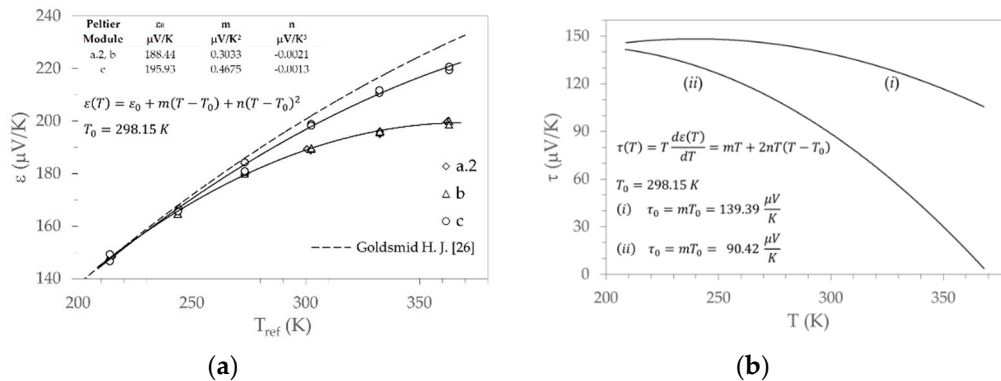 Peltier ε₀ m n
Module μV/K μV/K² μV/K³
a.2, b 188.44 0.3033 -0.0021
c 195.93 0.4675 -0.0013
ε(T) = ε₀ + m(T − T₀) + n(T − T₀)²
T₀ = 298.15 K
a.2
b
c
Goldsmid H. J. [26]
ε (μV/K)
240
220
200
180
160
140
200 250 300 350
T_ref (K)
(a)
(i)
(ii)
τ(T) = T dε(T)/dT = mT + 2nT(T − T₀)
T₀ = 298.15 K
(i) τ₀ = mT₀ = 139.39 μV/K
(ii) τ₀ = mT₀ = 90.42 μV/K
τ (μV/K)
180
150
120
90
60
30
0
200 250 300 350
T (K)
(b)